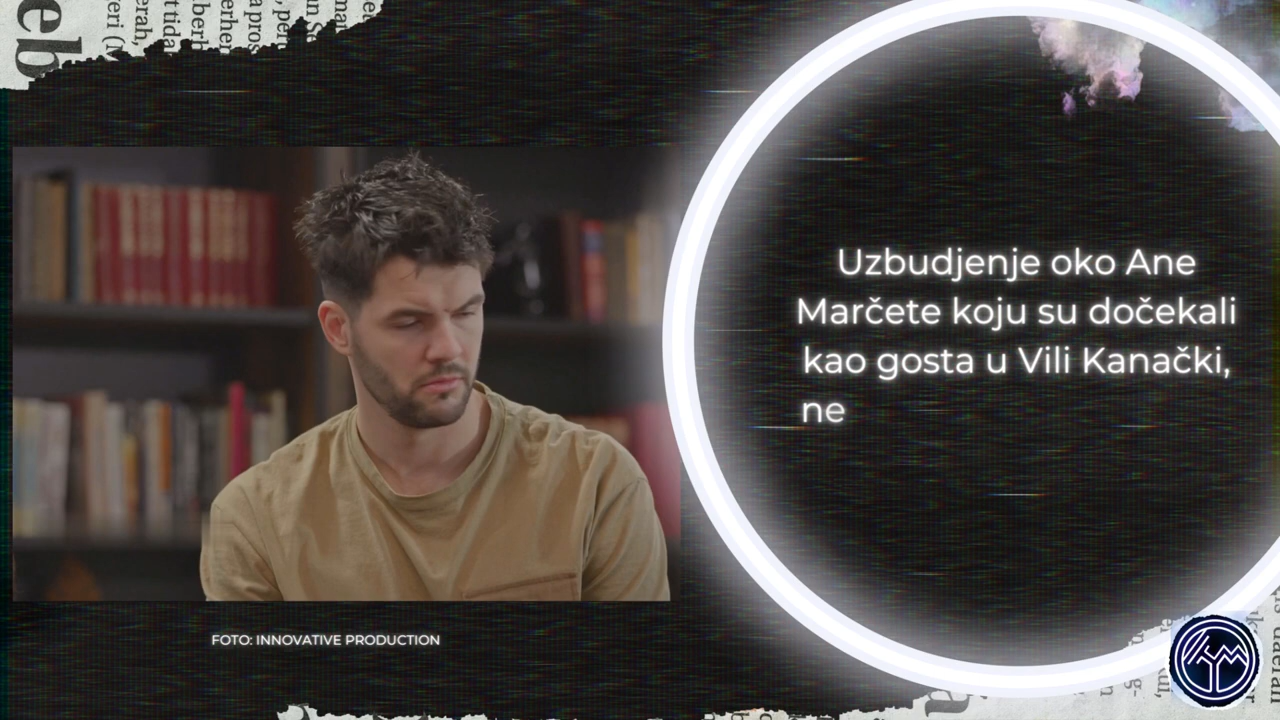 Uzbudjenje oko Ane
Marčete koju su dočekali
kao gosta u Vili Kanački,
ne
FOTO: INNOVATIVE PRODUCTION